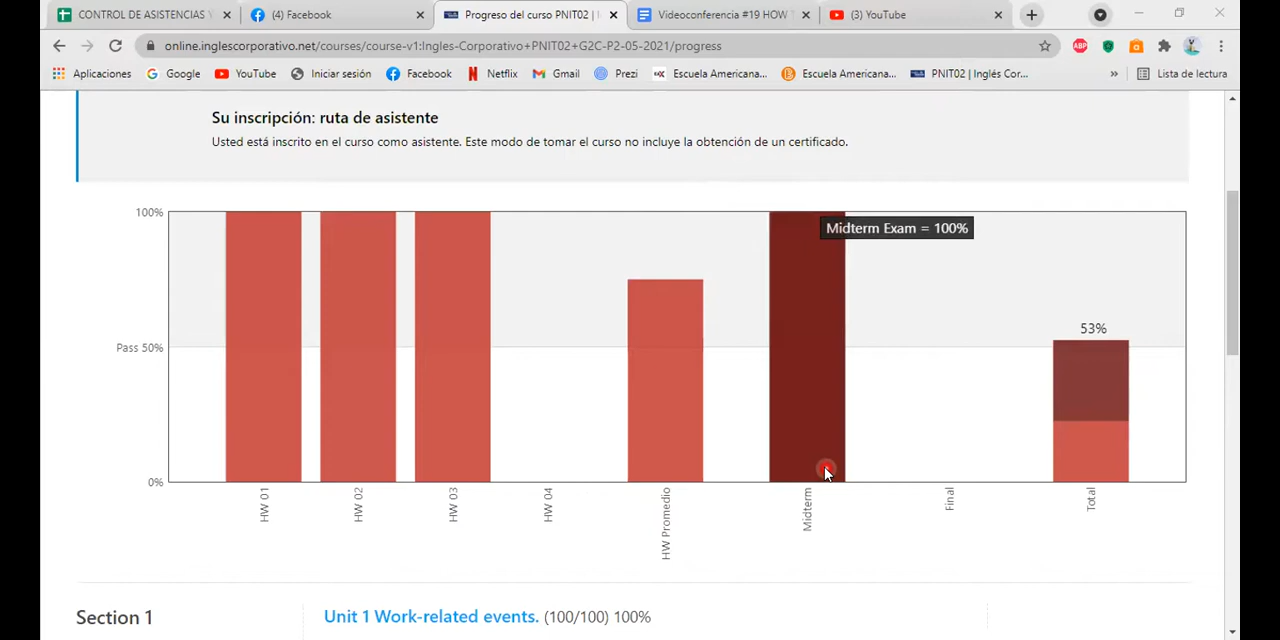 CONTROL DE ASISTENCIAS Y
(4) Facebook
Progreso del curso PNIT02 |
Videoconferencia #19 HOW T
(3) YouTube
online.inglescorporativo.net/courses/course-v1:Ingles-Corporativo+PNIT02+G2C-P2-05-2021/progress
Aplicaciones
Google
YouTube
Iniciar sesión
Facebook
Netflix
Gmail
Prezi
Escuela Americana...
Escuela Americana...
PNIT02 | Inglés Cor...
»
Lista de lectura
Su inscripción: ruta de asistente
Usted está inscrito en el curso como asistente. Este modo de tomar el curso no incluye la obtención de un certificado.
100%
Midterm Exam = 100%
53%
Pass 50%
0%
HW 01
HW 02
HW 03
HW 04
HW Promedio
Midterm
Final
Total
Section 1
Unit 1 Work-related events. (100/100) 100%